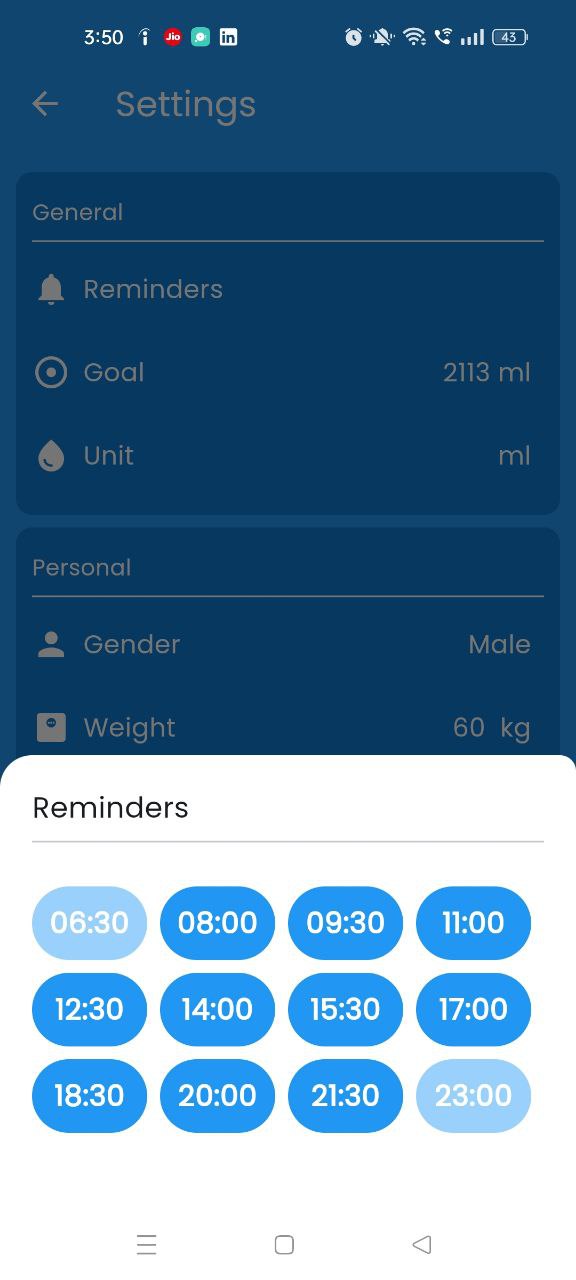 3:50 Jio in 43
Settings
General
Reminders
Goal 2113 ml
Unit ml
Personal
Gender Male
Weight 60 kg
Reminders
06:30 08:00 09:30 11:00
12:30 14:00 15:30 17:00
18:30 20:00 21:30 23:00